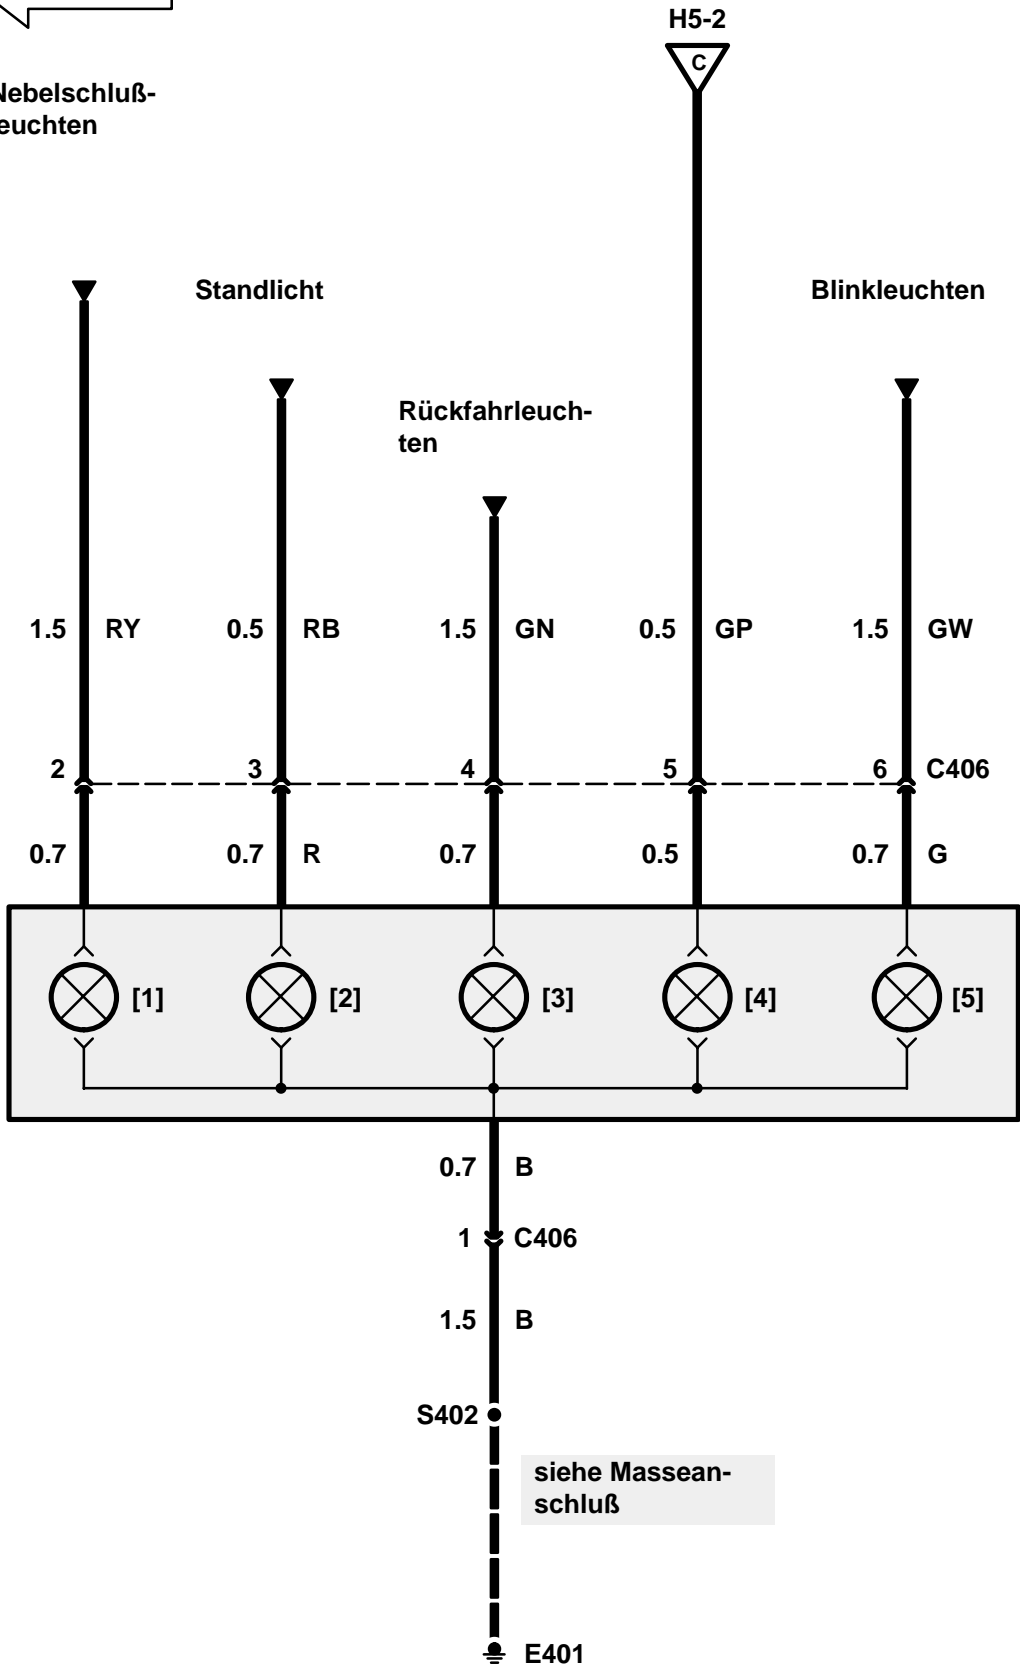 H5-2
C
Nebelschluß-
euchten
Standlicht
Blinkleuchten
Rückfahrleuch-
ten
1.5 RY 0.5 RB 1.5 GN 0.5 GP 1.5 GW
2 3 4 5 6 C406
0.7 0.7 R 0.7 0.5 0.7 G
[1] [2] [3] [4] [5]
0.7 B
1 C406
1.5 B
S402
siehe Massean-
schluß
E401